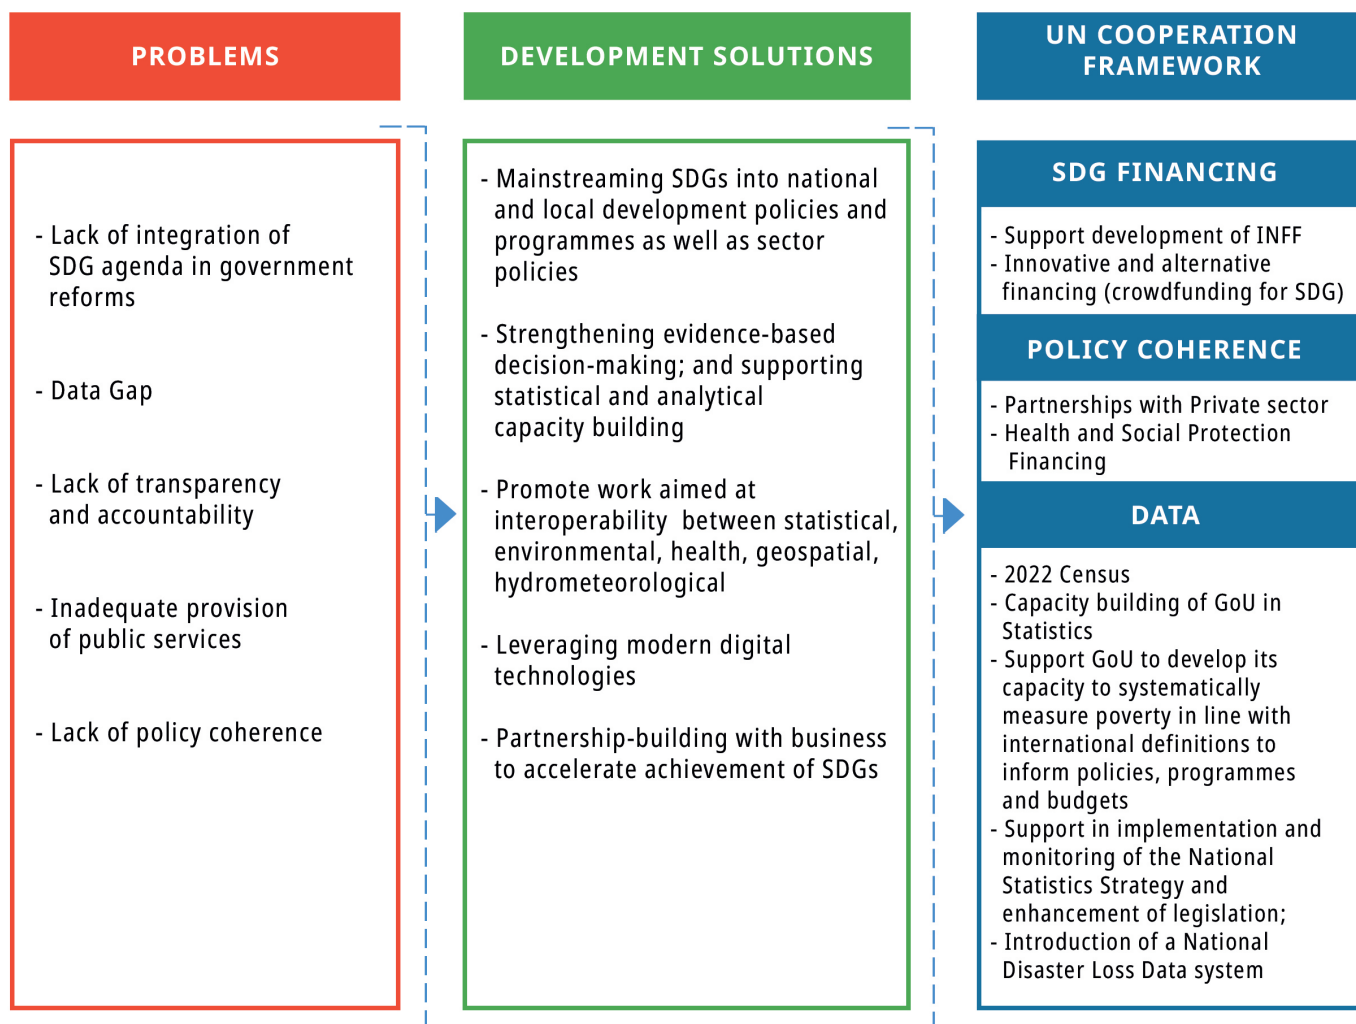 PROBLEMS
- Lack of integration of
SDG agenda in government
reforms
- Data Gap
- Lack of transparency
and accountability
- Inadequate provision
of public services
- Lack of policy coherence
DEVELOPMENT SOLUTIONS
- Mainstreaming SDGs into national
and local development policies and
programmes as well as sector
policies
- Strengthening evidence-based
decision-making; and supporting
statistical and analytical
capacity building
- Promote work aimed at
interoperability  between statistical,
environmental, health, geospatial,
hydrometeorological
- Leveraging modern digital
technologies
- Partnership-building with business
to accelerate achievement of SDGs
UN COOPERATION
FRAMEWORK
SDG FINANCING
- Support development of INFF
- Innovative and alternative
financing (crowdfunding for SDG)
POLICY COHERENCE
- Partnerships with Private sector
- Health and Social Protection
Financing
DATA
- 2022 Census
- Capacity building of GoU in
Statistics
- Support GoU to develop its
capacity to systematically
measure poverty in line with
international definitions to
inform policies, programmes
and budgets
- Support in implementation and
monitoring of the National
Statistics Strategy and
enhancement of legislation;
- Introduction of a National
Disaster Loss Data system